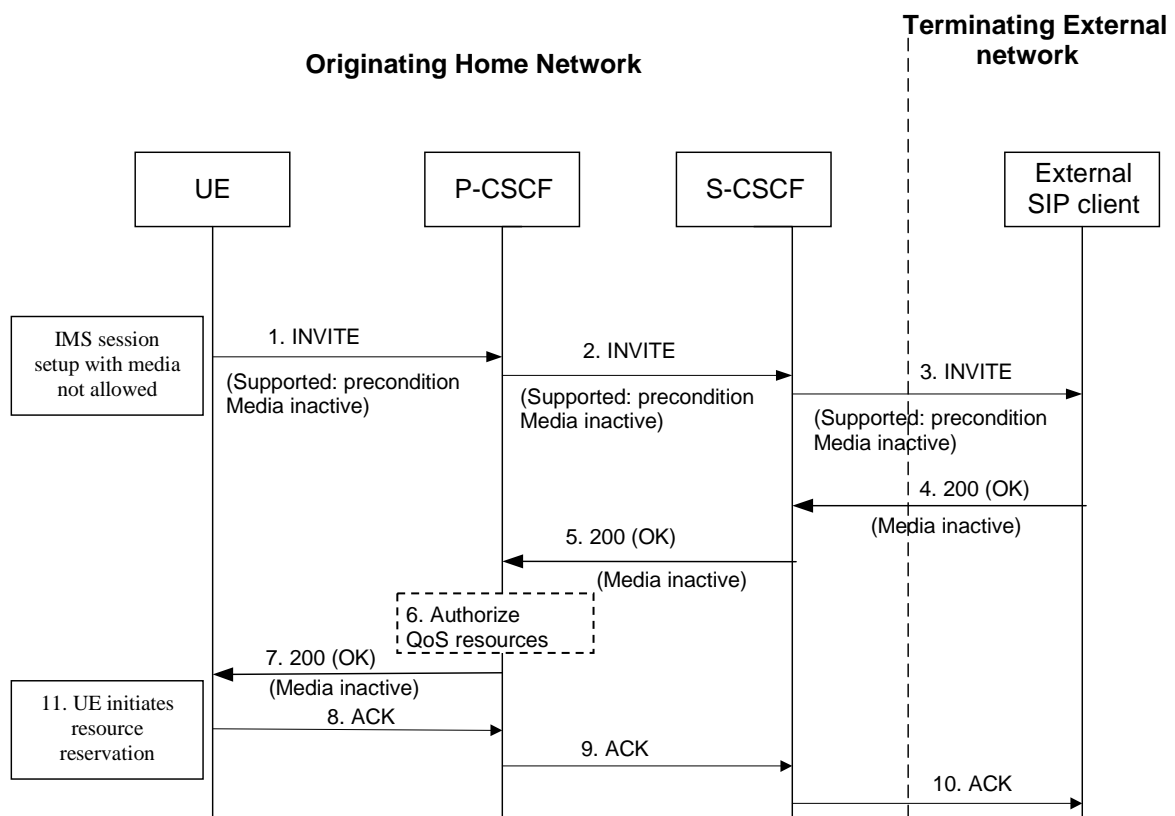 Originating Home Network
Terminating External
network
UE
P-CSCF
S-CSCF
External
SIP client
IMS session
setup with media
not allowed
1. INVITE
(Supported: precondition
Media inactive)
2. INVITE
(Supported: precondition
Media inactive)
3. INVITE
(Supported: precondition
Media inactive)
4. 200 (OK)
(Media inactive)
5. 200 (OK)
(Media inactive)
6. Authorize
QoS resources
7. 200 (OK)
(Media inactive)
11. UE initiates
resource
reservation
8. ACK
9. ACK
10. ACK